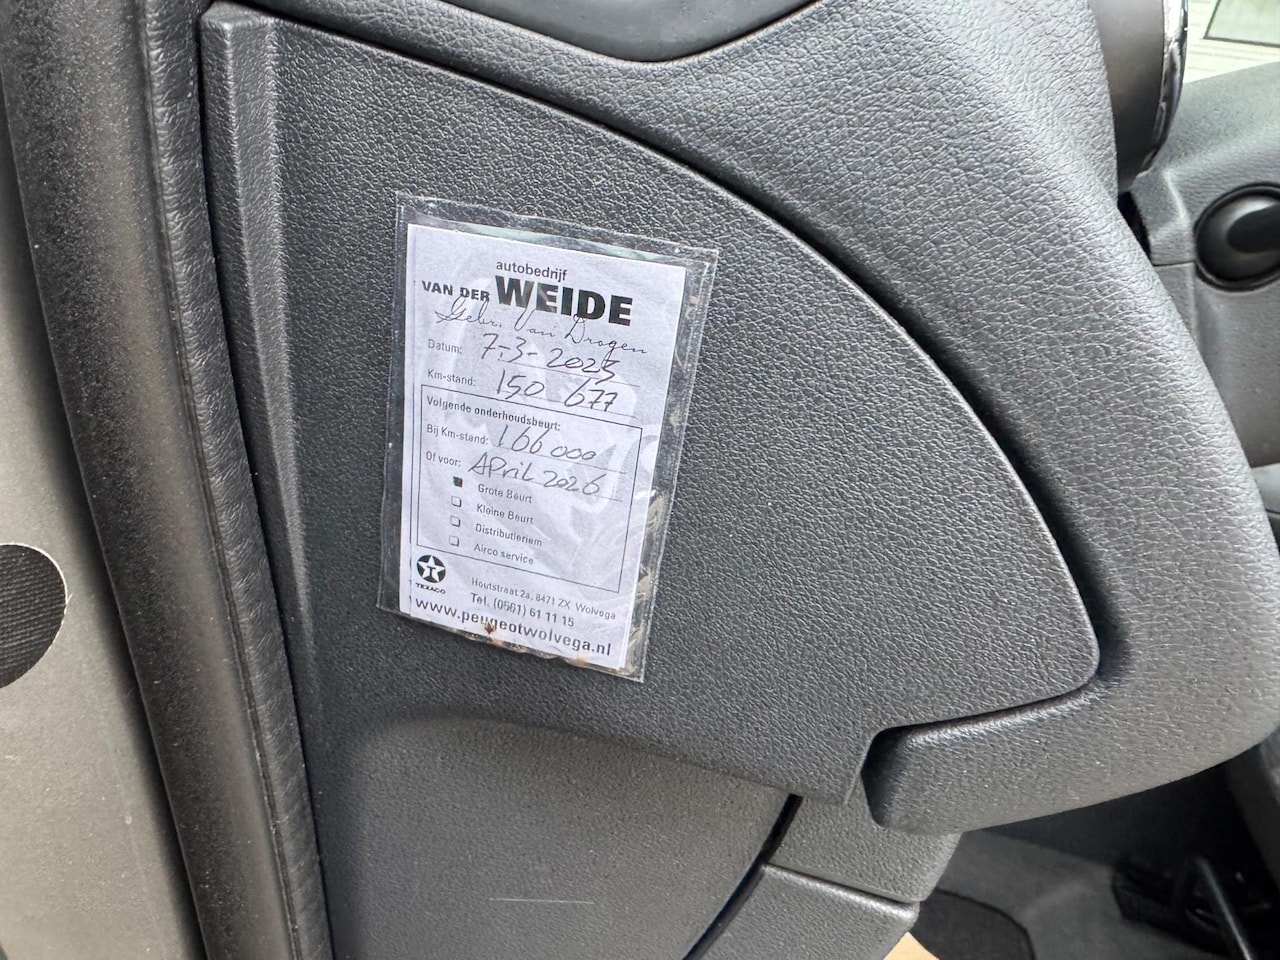 autobedrijf
VAN DER WEIDE
Gebr. Van Drogen
Datum: 7-3-2025
Km-stand: 150 677
Volgende onderhoudsbeurt:
Bij Km-stand: 166 000
Of voor: APril 2026
Grote Beurt
Kleine Beurt
Distributieriem
Airco service
TEXACO
Houtstraat 2a, 8471 ZX Wolvega
Tel. (0561) 61 11 15
www.peugeotwolvega.nl